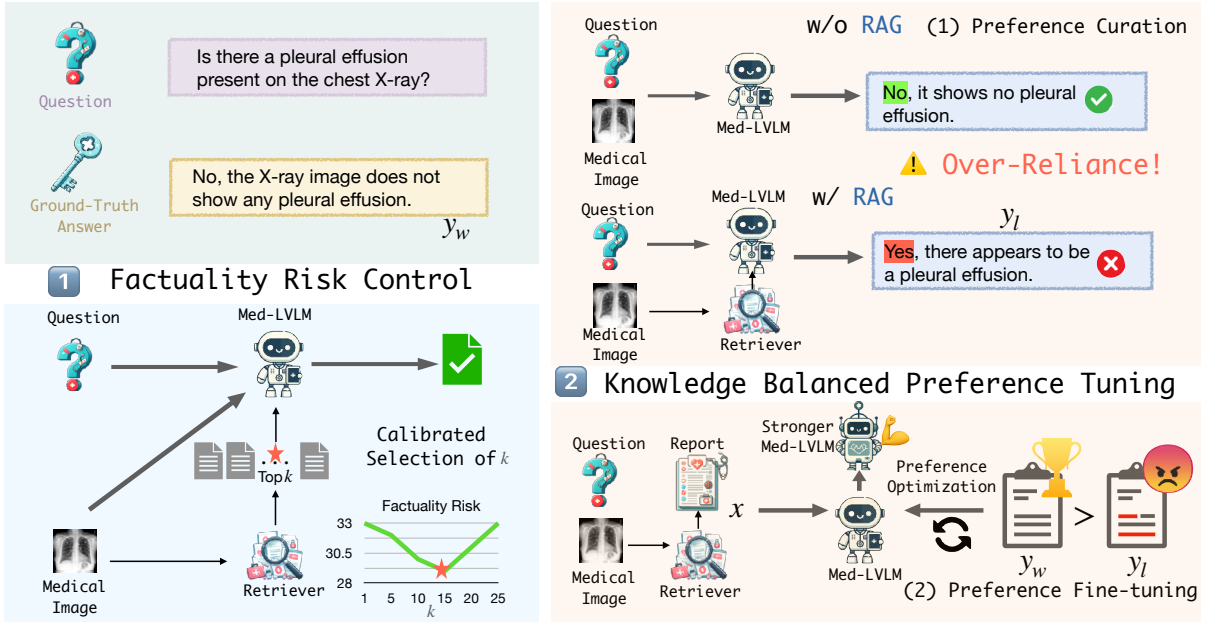 Question
Is there a pleural effusion
present on the chest X-ray?
Ground-Truth
Answer
No, the X-ray image does not
show any pleural effusion.
y_w
1 Factuality Risk Control
Question
Med-LVLM
Calibrated
Selection of k
Top k
Medical
Image
Retriever
Factuality Risk
33
30.5
28
1 5 10 15 20 25
k
w/o RAG (1) Preference Curation
Question
Medical
Image
Med-LVLM
No, it shows no pleural
effusion.
Over-Reliance!
w/ RAG
Question
Medical
Image
Med-LVLM
Retriever
y_l
Yes, there appears to be
a pleural effusion.
2 Knowledge Balanced Preference Tuning
Question
Medical
Image
Report
Retriever
x
Stronger
Med-LVLM
Med-LVLM
Preference
Optimization
>
y_w
y_l
(2) Preference Fine-tuning